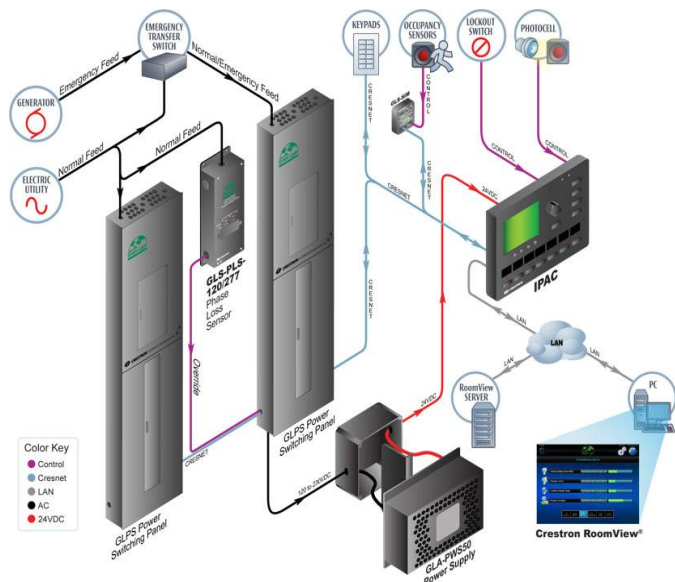 EMERGENCY
TRANSFER
SWITCH
KEYPADS
OCCUPANCY
SENSORS
LOCKOUT
SWITCH
PHOTOCELL
Emergency Feed
Normal/Emergency Feed
GENERATOR
Normal Feed
Normal Feed
ELECTRIC
UTILITY
CRESNET
GLS-SIM
CONTROL
CONTROL
CONTROL
CRESNET
CRESNET
24VDC
IPAC
GLS-PLS-
120/277
Phase
Loss
Sensor
CRESTRON
CRESNET
LAN
LAN
LAN
LAN
Override
RoomView
SERVER
PC
CRESTRON
GLPS Power
Switching Panel
24VDC
Color Key
Control
Cresnet
LAN
AC
24VDC
CRESNET
120 to 230VDC
GLPS Power
Switching Panel
GLA-PWS50
Power Supply
Crestron RoomView®